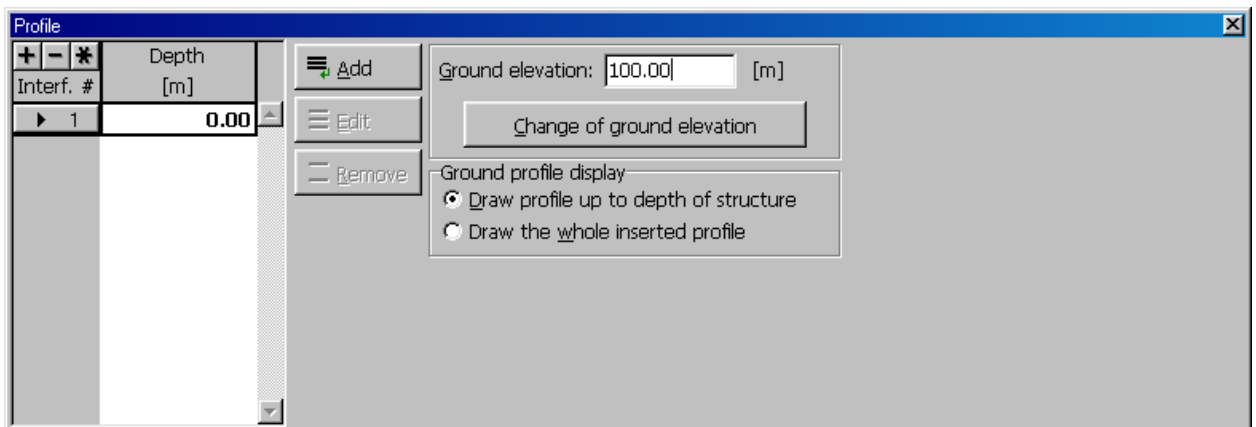 Profile
+ - *
Depth
Interf. #
[m]
1
0.00
Add
Edit
Remove
Ground elevation: 100.00 [m]
Change of ground elevation
Ground profile display
Draw profile up to depth of structure
Draw the whole inserted profile